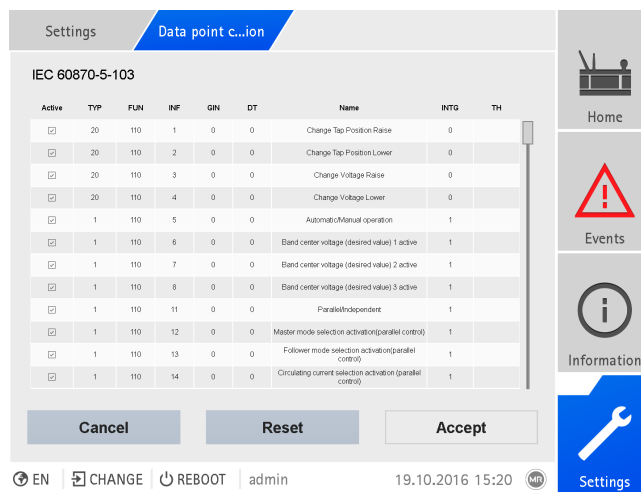 Settings
Data point c...ion
IEC 60870-5-103
Active TYP FUN INF GIN DT Name INTG TH
20 110 1 0 0 Change Tap Position Raise 0
20 110 2 0 0 Change Tap Position Lower 0
20 110 3 0 0 Change Voltage Raise 0
20 110 4 0 0 Change Voltage Lower 0
1 110 5 0 0 Automatic/Manual operation 1
1 110 6 0 0 Band center voltage (desired value) 1 active 1
1 110 7 0 0 Band center voltage (desired value) 2 active 1
1 110 8 0 0 Band center voltage (desired value) 3 active 1
1 110 11 0 0 Parallel/Independent 1
1 110 12 0 0 Master mode selection activation(parallel control) 1
1 110 13 0 0 Follower mode selection activation(parallel control) 1
1 110 14 0 0 Circulating current selection activation (parallel control) 1
Cancel Reset Accept
EN CHANGE REBOOT admin 19.10.2016 15:20 MR
Home
Events
Information
Settings